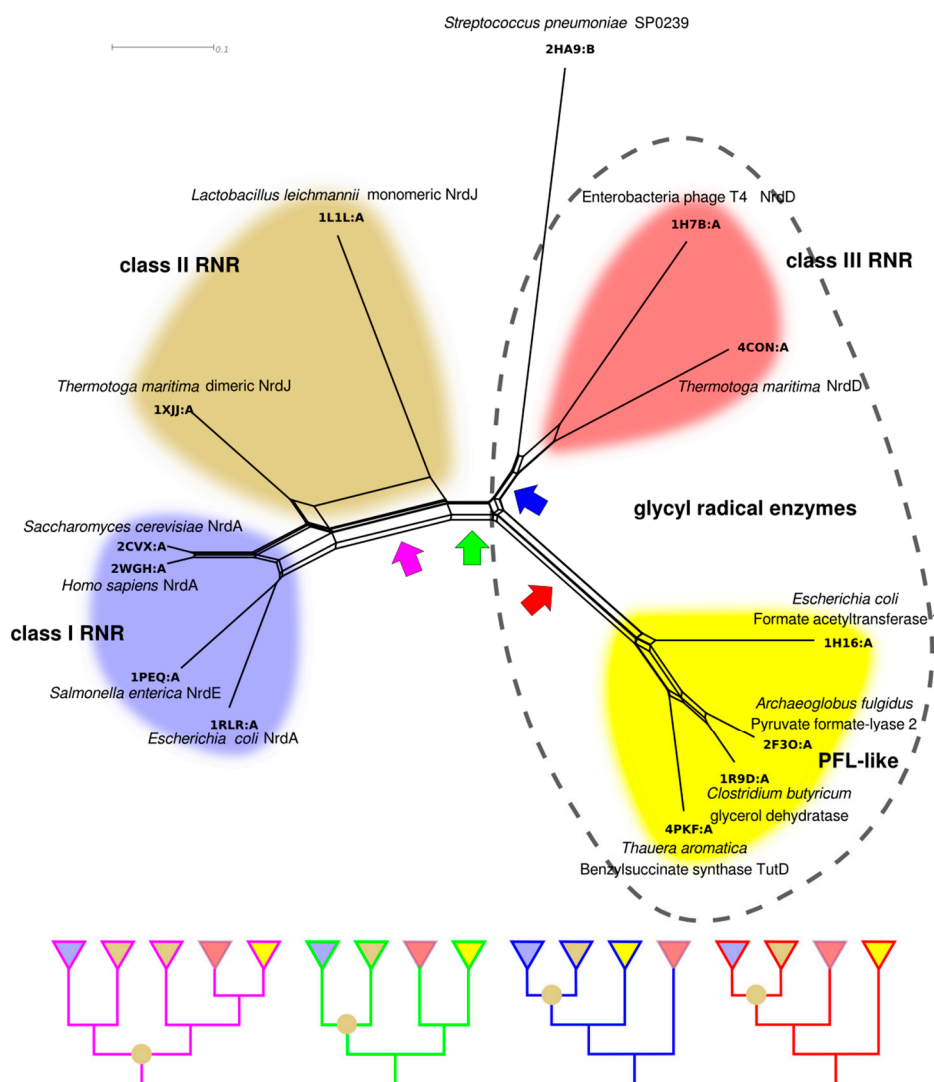 Streptococcus pneumoniae SP0239
2HA9:B
0.1
Lactobacillus leichmannii monomeric NrdJ
1L1L:A
class II RNR
Enterobacteria phage T4 NrdD
1H7B:A
class III RNR
4CON:A
Thermotoga maritima NrdD
Thermotoga maritima dimeric NrdJ
1XJJ:A
glycyl radical enzymes
Saccharomyces cerevisiae NrdA
2CVX:A
2WGH:A
Homo sapiens NrdA
class I RNR
1PEQ:A
Salmonella enterica NrdE
1RLR:A
Escherichia coli NrdA
Escherichia coli
Formate acetyltransferase
1H16:A
Archaeoglobus fulgidus
Pyruvate formate-lyase 2
2F3O:A
PFL-like
1R9D:A
Clostridium butyricum
glycerol dehydratase
4PKF:A
Thauera aromatica
Benzylsuccinate synthase TutD